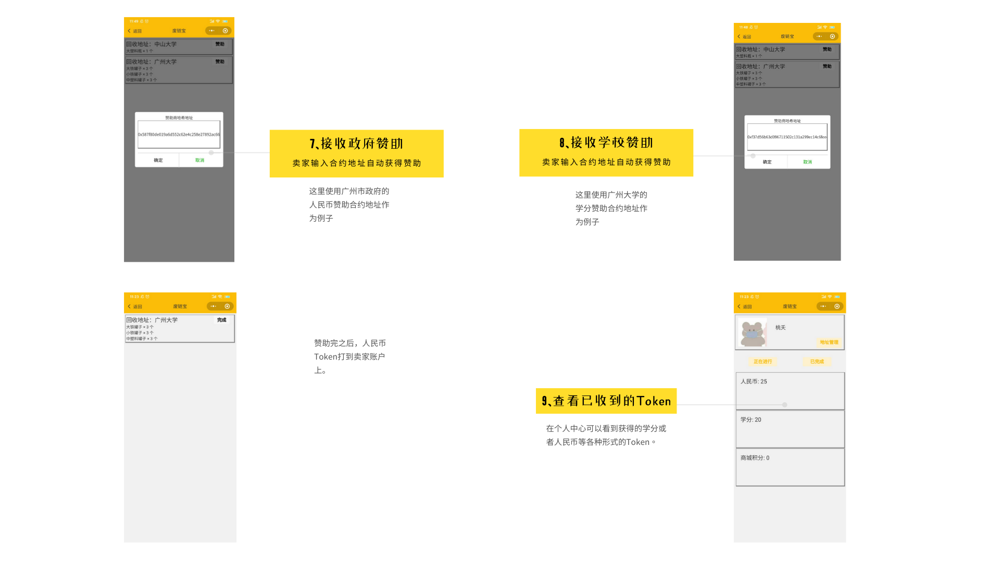 11:49
返回
废链宝
回收地址：中山大学
赞助
大塑料瓶 × 1 个
回收地址：广州大学
赞助
大铁罐子 × 3 个
小铁罐子 × 3 个
中塑料罐子 × 3 个
赞助商哈希地址
0x587f80de019a6d552c62e4c258e27892ac66
确定
取消
7、接收政府赞助
卖家输入合约地址自动获得赞助
这里使用广州市政府的
人民币赞助合约地址作
为例子
8、接收学校赞助
卖家输入合约地址自动获得赞助
这里使用广州大学的
学分赞助合约地址作
为例子
11:48
返回
废链宝
回收地址：中山大学
赞助
大塑料瓶 × 1 个
回收地址：广州大学
赞助
大铁罐子 × 3 个
小铁罐子 × 3 个
中塑料罐子 × 3 个
赞助商哈希地址
0xf37d56b63d096711502c131a299ec14c6fee
确定
取消
11:23
返回
废链宝
回收地址：广州大学
完成
大铁罐子 × 3 个
小铁罐子 × 3 个
中塑料罐子 × 3 个
赞助完之后，人民币
Token打到卖家账户
上。
9、查看已收到的Token
在个人中心可以看到获得的学分或
者人民币等各种形式的Token。
11:23
返回
废链宝
桃夭
地址管理
正在进行
已完成
人民币: 25
学分: 20
商城积分: 0